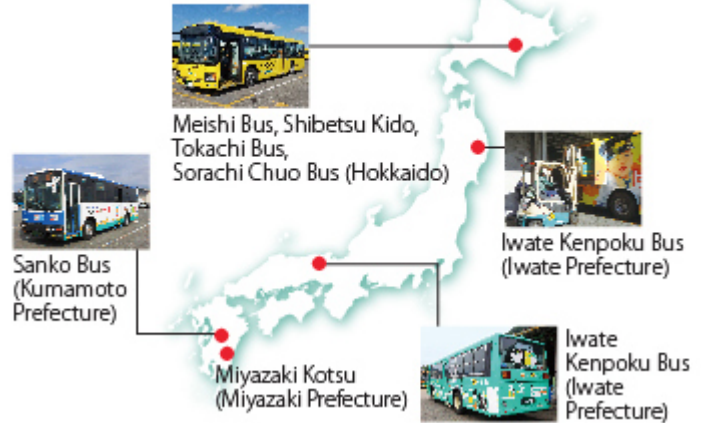 Meishi Bus, Shibetsu Kido,
Tokachi Bus,
Sorachi Chuo Bus (Hokkaido)
Iwate Kenpoku Bus
(Iwate Prefecture)
Sanko Bus
(Kumamoto
Prefecture)
Miyazaki Kotsu
(Miyazaki Prefecture)
Iwate
Kenpoku Bus
(Iwate
Prefecture)